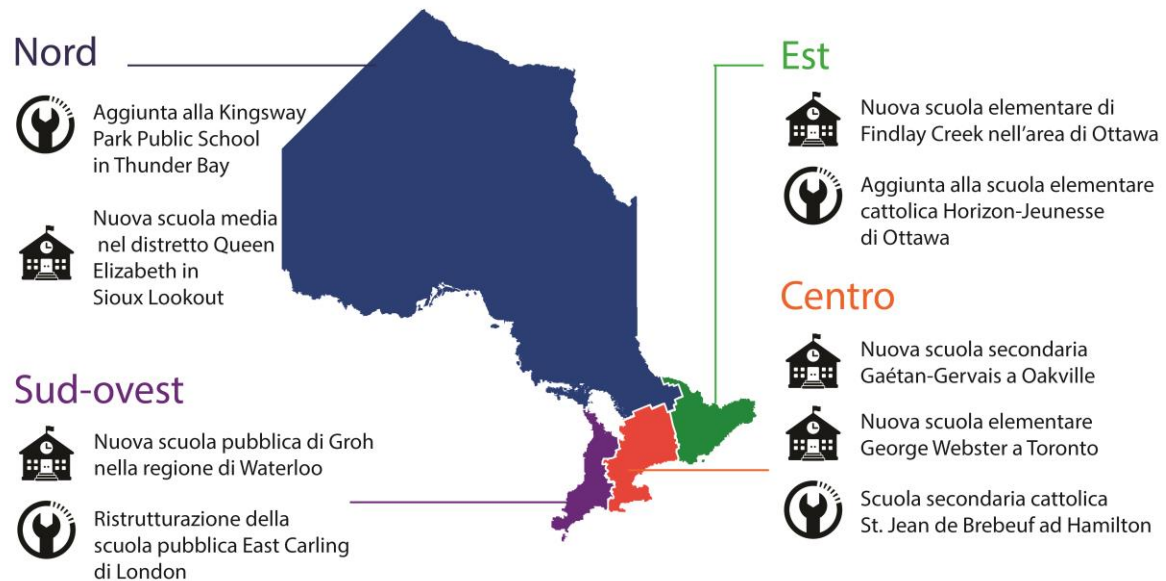 Nord
Aggiunta alla Kingsway
Park Public School
in Thunder Bay
Nuova scuola media
nel distretto Queen
Elizabeth in
Sioux Lookout
Sud-ovest
Nuova scuola pubblica di Groh
nella regione di Waterloo
Ristrutturazione della
scuola pubblica East Carling
di London
Est
Nuova scuola elementare di
Findlay Creek nell'area di Ottawa
Aggiunta alla scuola elementare
cattolica Horizon-Jeunesse
di Ottawa
Centro
Nuova scuola secondaria
Gaétan-Gervais a Oakville
Nuova scuola elementare
George Webster a Toronto
Scuola secondaria cattolica
St. Jean de Brebeuf ad Hamilton